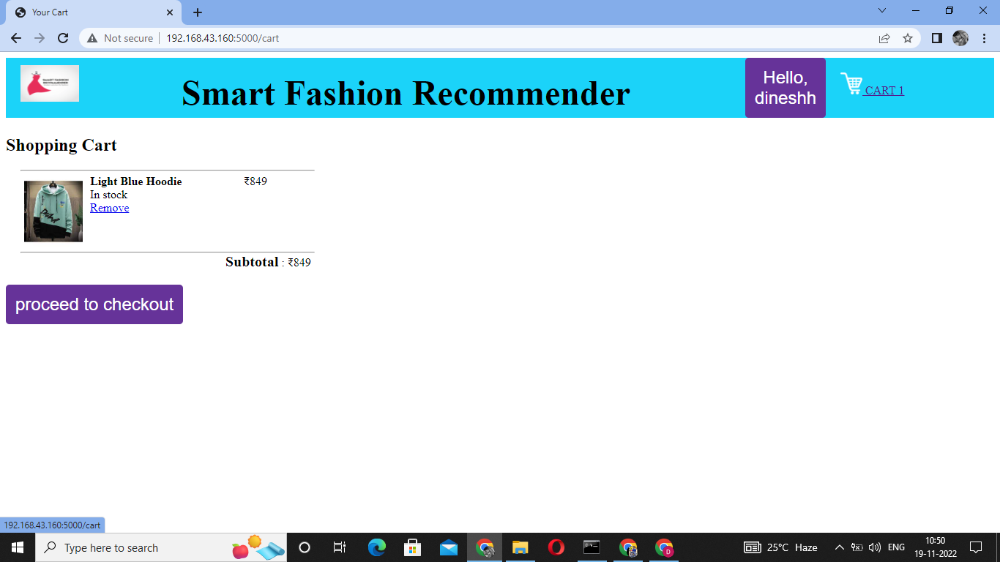 Your Cart
Not secure
192.168.43.160:5000/cart
Smart Fashion Recommender
Hello,
dineshh
CART 1
Shopping Cart
Light Blue Hoodie
₹849
In stock
Remove
Subtotal : ₹849
proceed to checkout
192.168.43.160:5000/cart
Type here to search
25°C Haze
ENG
10:50
19-11-2022
D